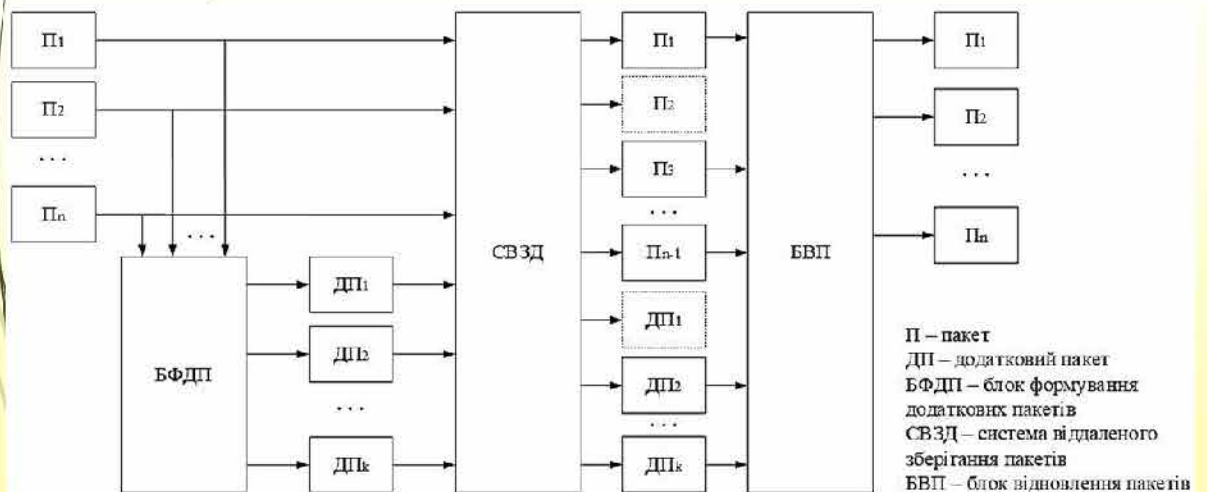 П1
П2
. . .
Пn
. . .
БФДП
ДП1
ДП2
. . .
ДПk
СВЗД
П1
П2
П3
. . .
Пn-1
ДП1
ДП2
. . .
ДПk
БВП
П1
П2
. . .
Пn
П – пакет
ДП – додатковий пакет
БФДП – блок формування
додаткових пакетів
СВЗД – система віддаленого
зберігання пакетів
БВП – блок відновлення пакетів